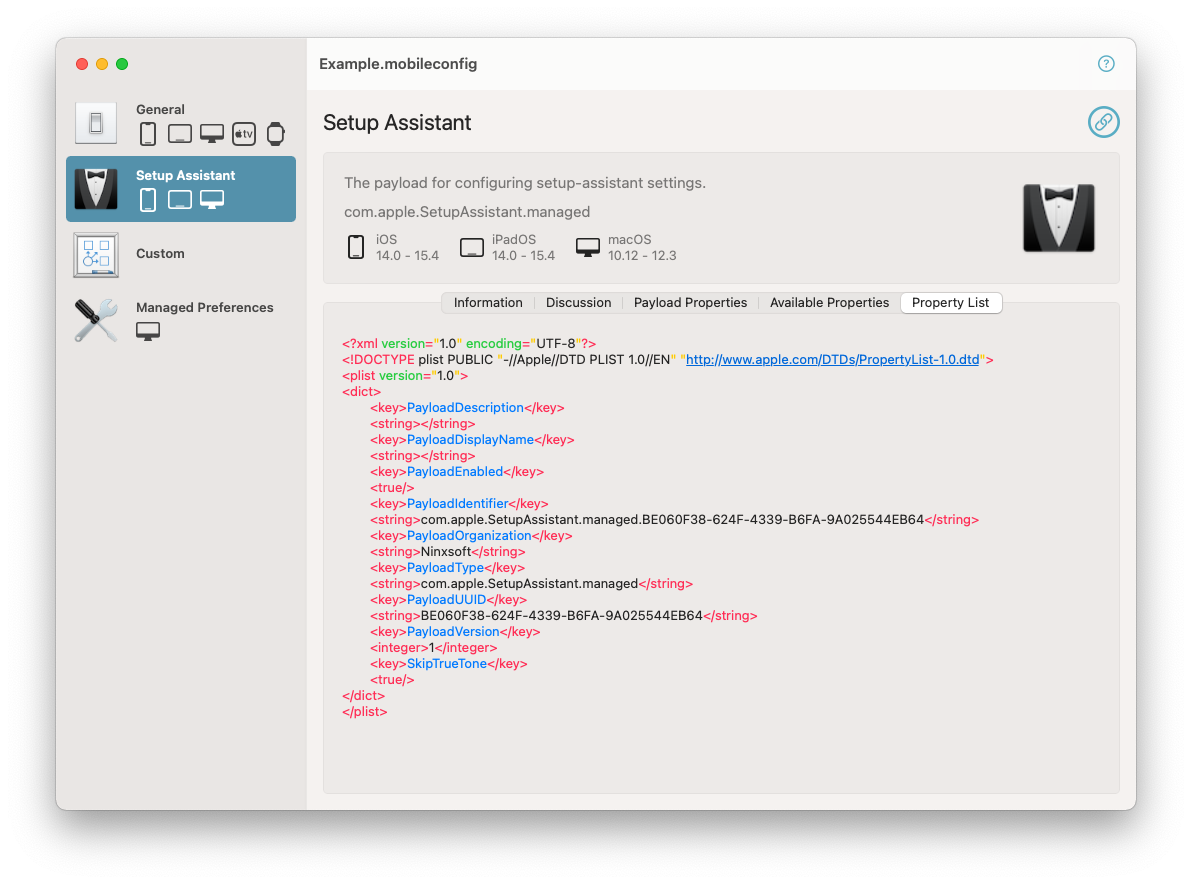 Example.mobileconfig
?
General
tv
Setup Assistant
Custom
Managed Preferences
Setup Assistant
The payload for configuring setup-assistant settings.
com.apple.SetupAssistant.managed
iOS
14.0 - 15.4
iPadOS
14.0 - 15.4
macOS
10.12 - 12.3
Information
Discussion
Payload Properties
Available Properties
Property List
<?xml version="1.0" encoding="UTF-8"?>
<!DOCTYPE plist PUBLIC "-//Apple//DTD PLIST 1.0//EN" "http://www.apple.com/DTDs/PropertyList-1.0.dtd">
<plist version="1.0">
<dict>
<key>PayloadDescription</key>
<string></string>
<key>PayloadDisplayName</key>
<string></string>
<key>PayloadEnabled</key>
<true/>
<key>PayloadIdentifier</key>
<string>com.apple.SetupAssistant.managed.BE060F38-624F-4339-B6FA-9A025544EB64</string>
<key>PayloadOrganization</key>
<string>Ninxsoft</string>
<key>PayloadType</key>
<string>com.apple.SetupAssistant.managed</string>
<key>PayloadUUID</key>
<string>BE060F38-624F-4339-B6FA-9A025544EB64</string>
<key>PayloadVersion</key>
<integer>1</integer>
<key>SkipTrueTone</key>
<true/>
</dict>
</plist>